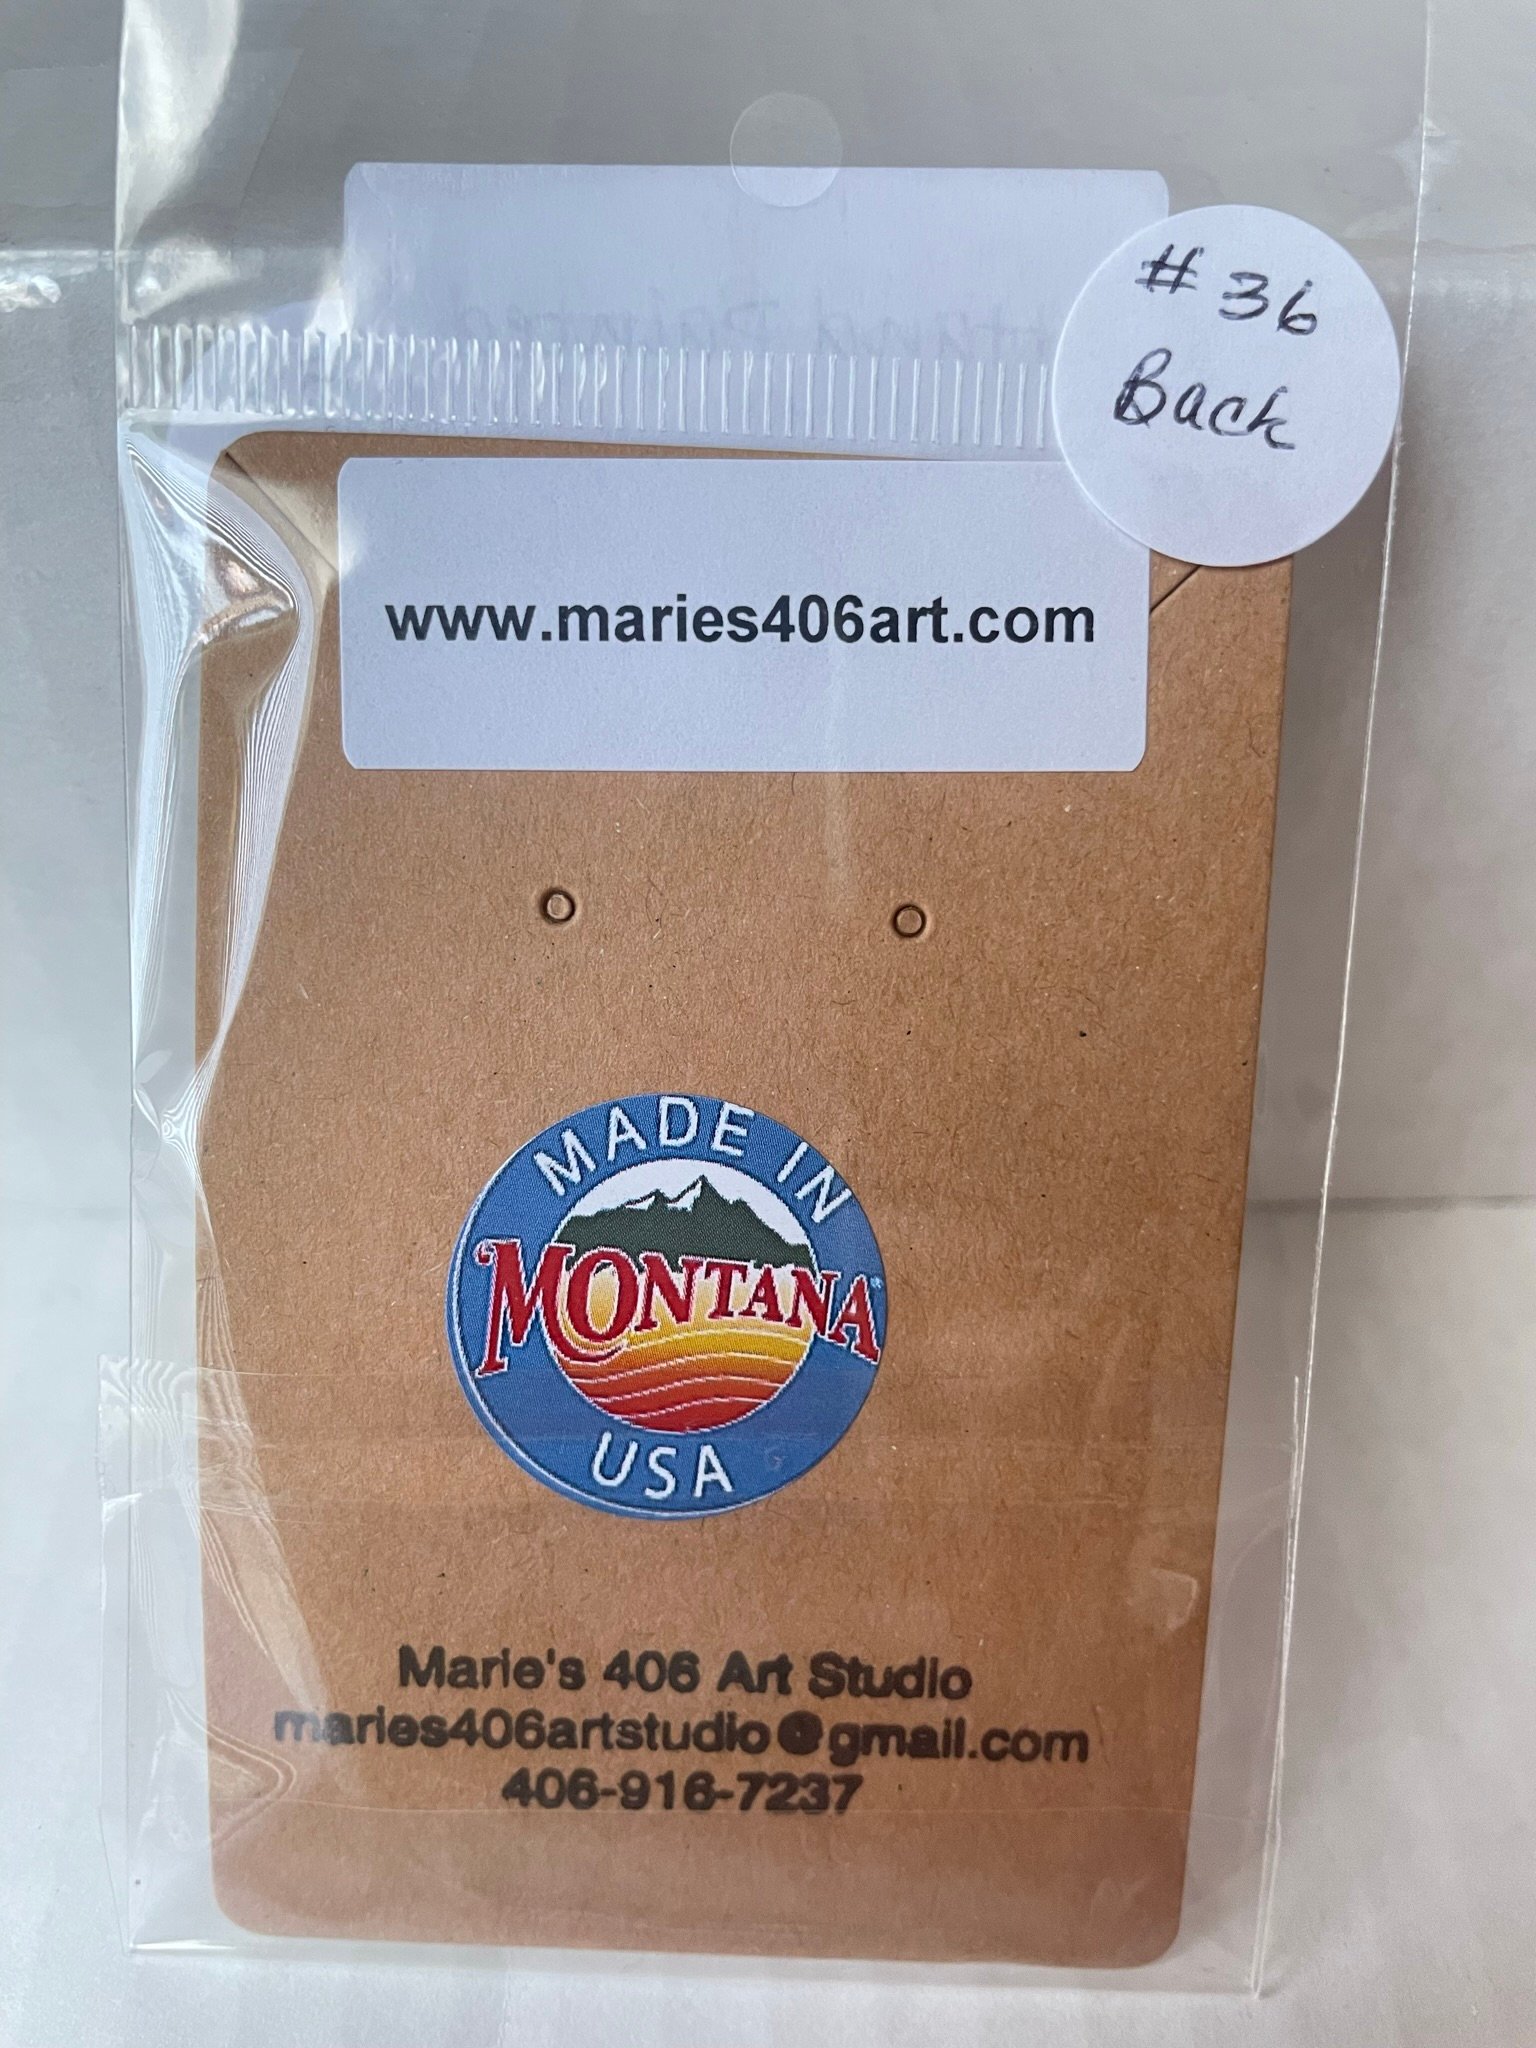 # 36
Back
www.maries406art.com
MADE IN
MONTANA
USA
Marie's 406 Art Studio
maries406artstudio@gmail.com
406-916-7237